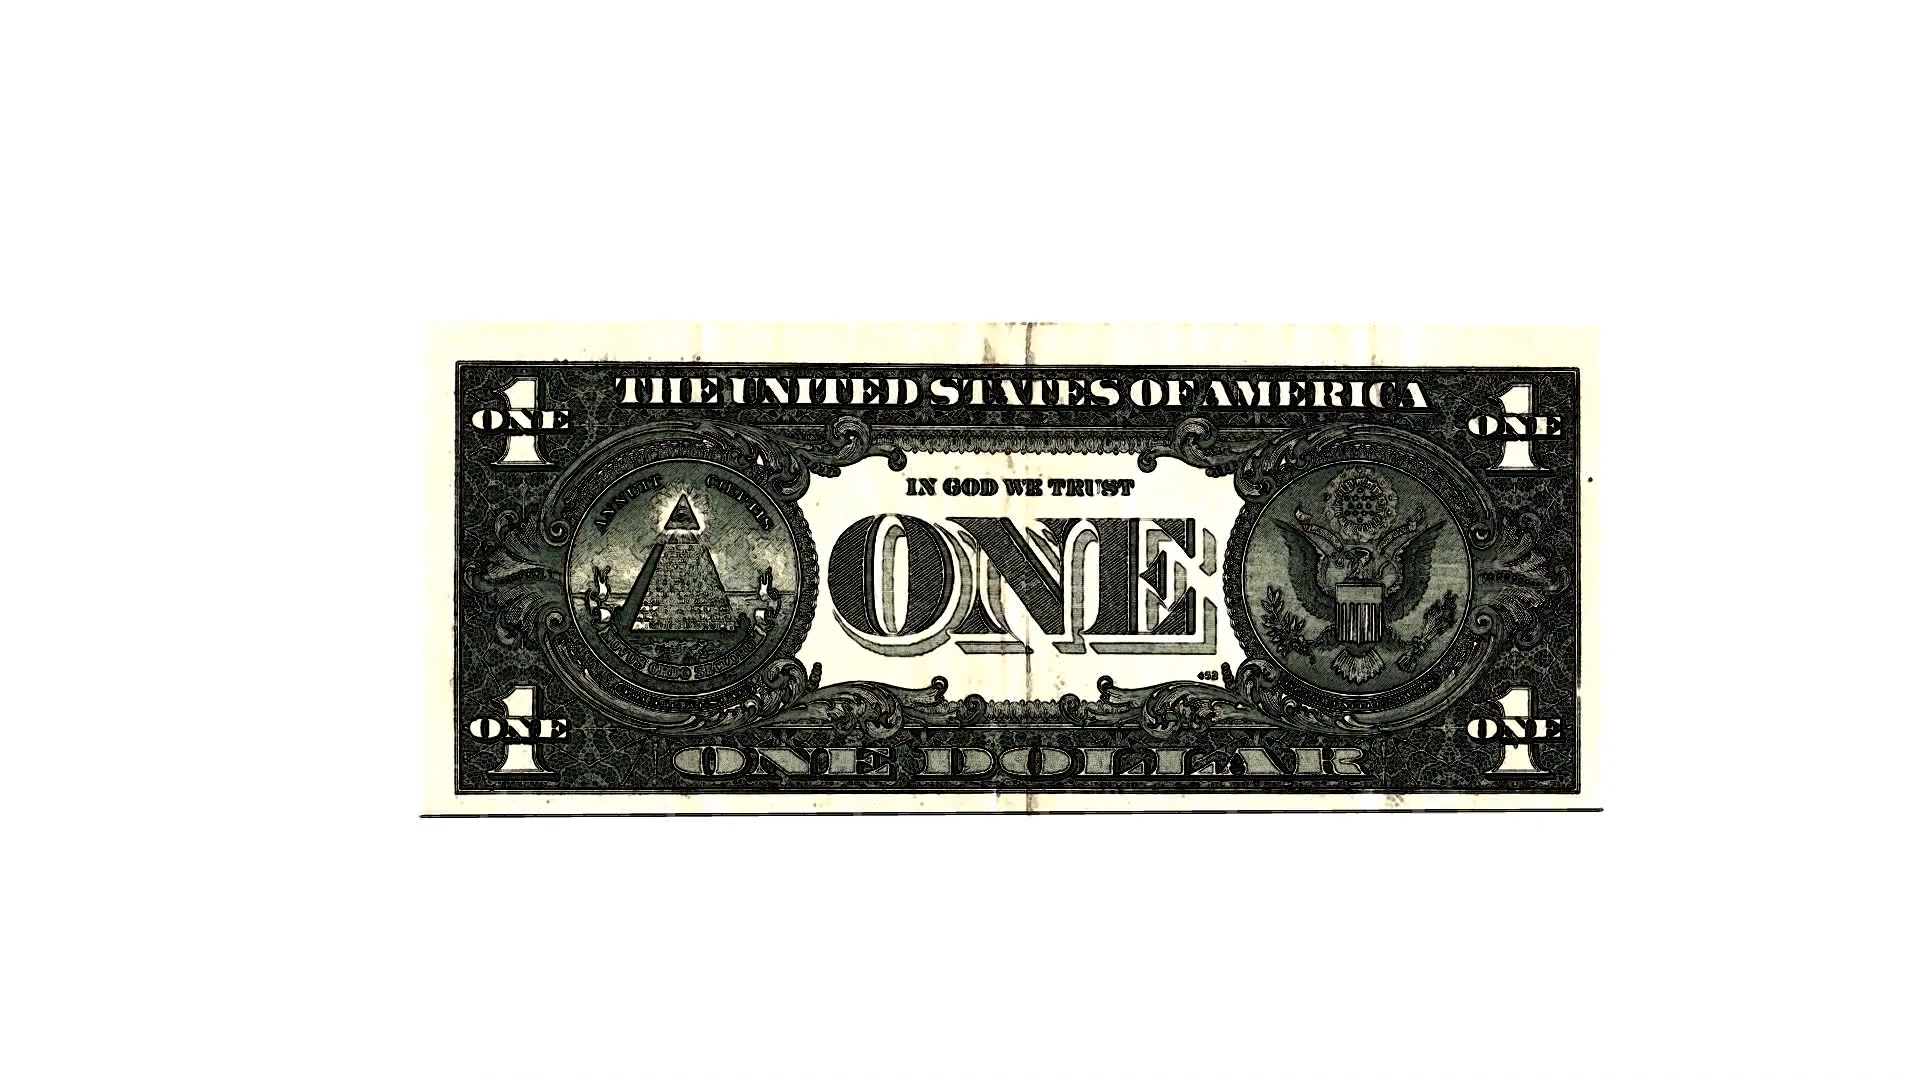 THE UNITED STATES OF AMERICA
1
ONE
1
ONE
ANNUIT CŒPTIS
IN GOD WE TRUST
ONE
1
ONE
1
ONE
ONE DOLLAR